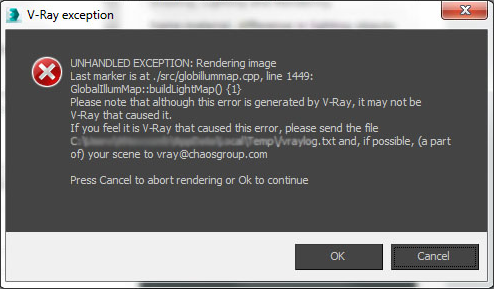 V-Ray exception
UNHANDLED EXCEPTION: Rendering image
Last marker is at ./src/globillummap.cpp, line 1449:
GlobalIllumMap::buildLightMap() {1}
Please note that although this error is generated by V-Ray, it may not be
V-Ray that caused it.
If you feel it is V-Ray that caused this error, please send the file
\vraylog.txt and, if possible, (a part
of) your scene to vray@chaosgroup.com
Press Cancel to abort rendering or Ok to continue
OK
Cancel